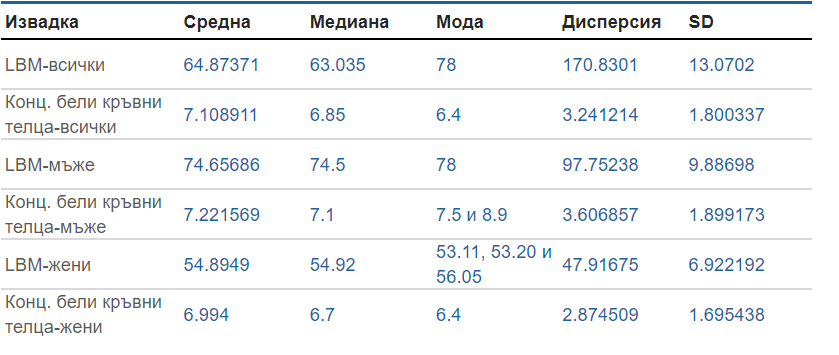 Извадка Средна Медиана Мода Дисперсия SD
LBM-всички 64.87371 63.035 78 170.8301 13.0702
Конц. бели кръвни
телца-всички 7.108911 6.85 6.4 3.241214 1.800337
LBM-мъже 74.65686 74.5 78 97.75238 9.88698
Конц. бели кръвни
телца-мъже 7.221569 7.1 7.5 и 8.9 3.606857 1.899173
LBM-жени 54.8949 54.92 53.11, 53.20 и
56.05 47.91675 6.922192
Конц. бели кръвни
телца-жени 6.994 6.7 6.4 2.874509 1.695438